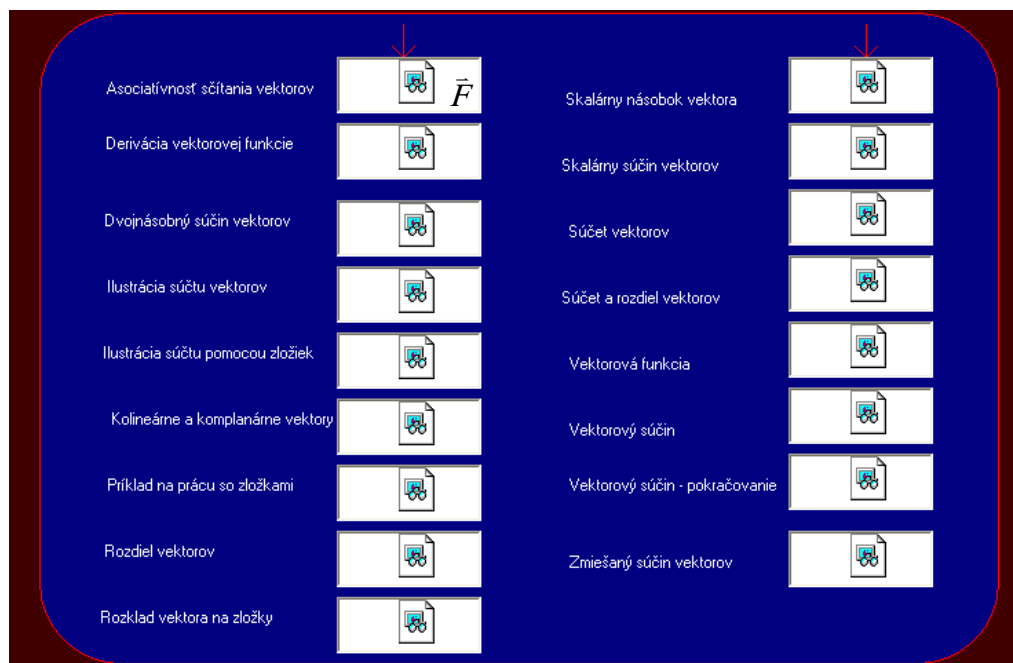 Asociatívnosť sčítania vektorov
F⃗
Derivácia vektorovej funkcie
Dvojnásobný súčin vektorov
Ilustrácia súčtu vektorov
Ilustrácia súčtu pomocou zložiek
Kolineárne a komplanárne vektory
Príklad na prácu so zložkami
Rozdiel vektorov
Rozklad vektora na zložky
Skalárny násobok vektora
Skalárny súčin vektorov
Súčet vektorov
Súčet a rozdiel vektorov
Vektorová funkcia
Vektorový súčin
Vektorový súčin - pokračovanie
Zmiešaný súčin vektorov